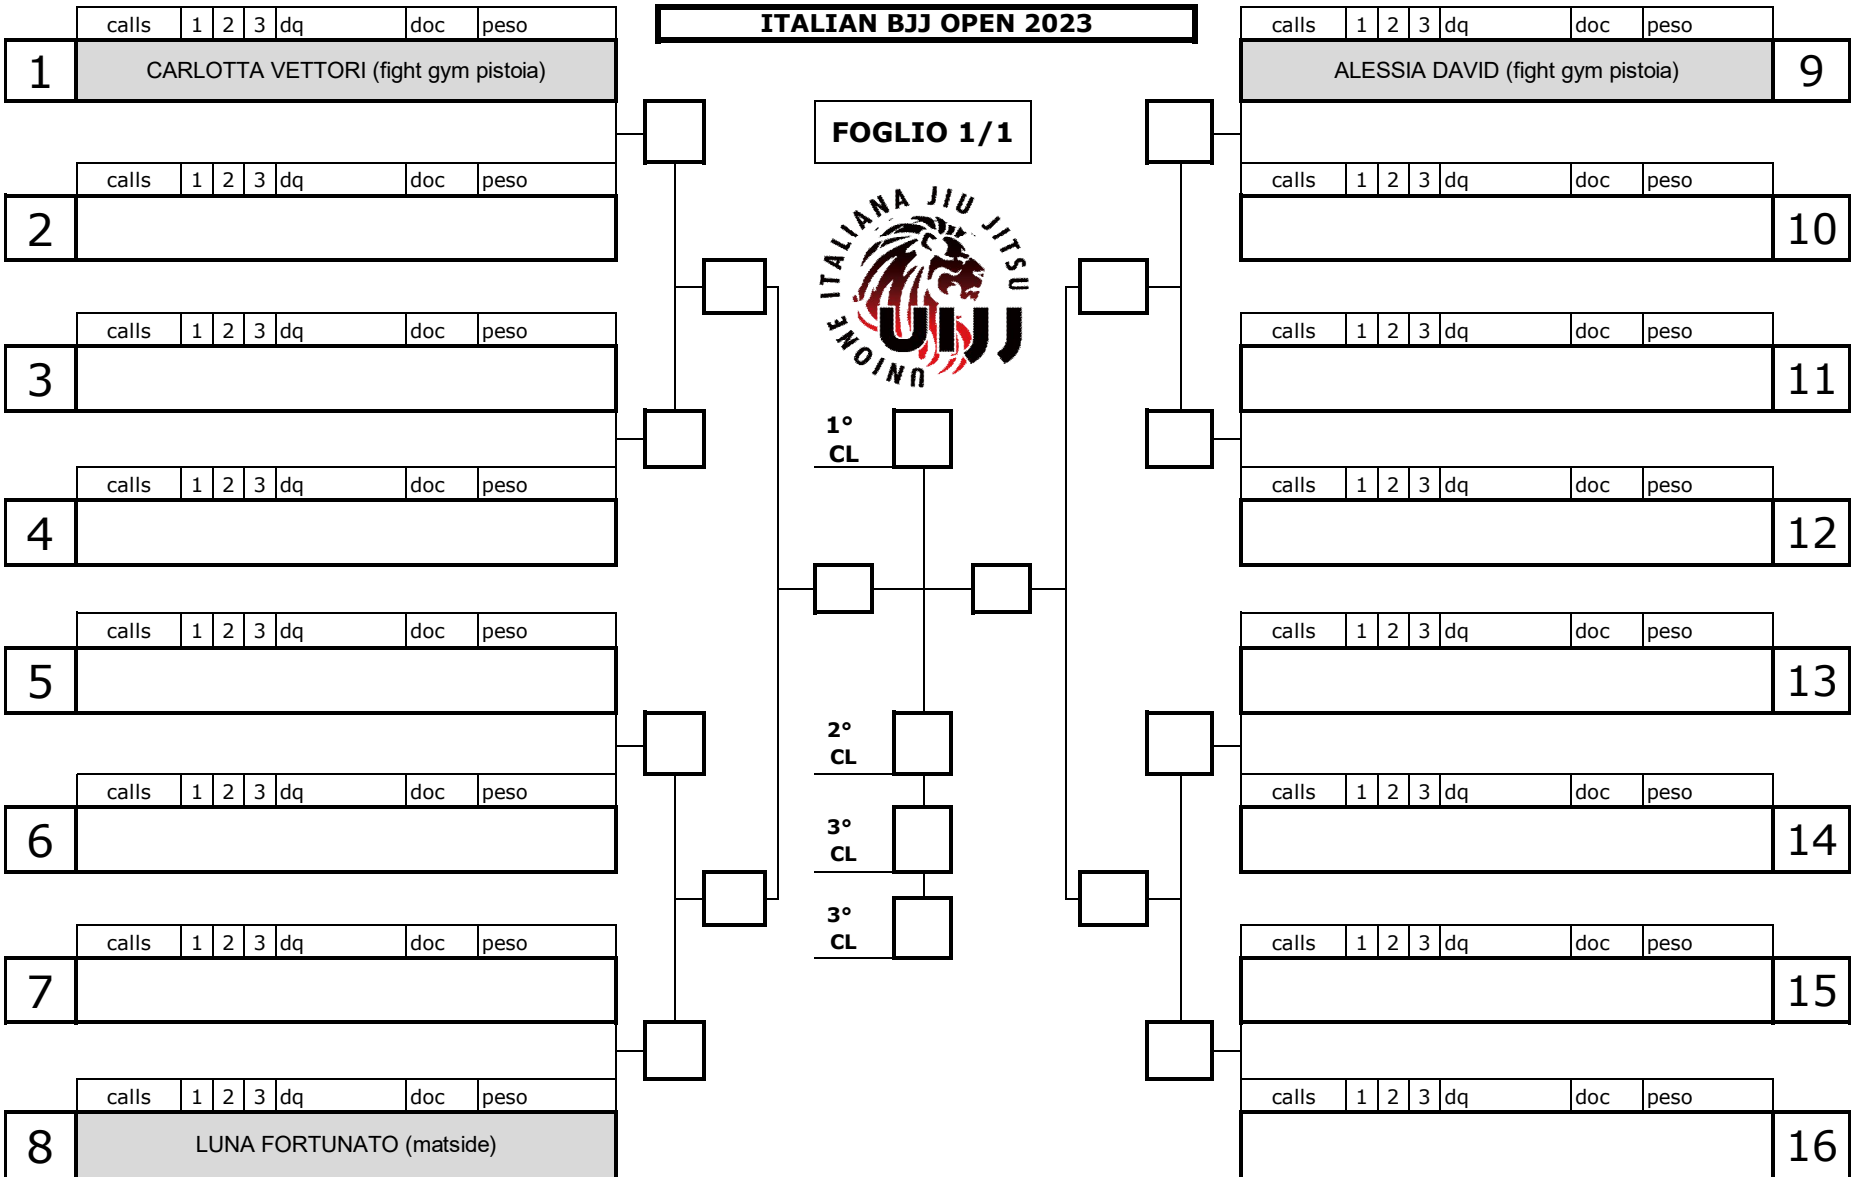 ITALIAN BJJ OPEN 2023
calls 1 2 3 dq doc peso
1 CARLOTTA VETTORI (fight gym pistoia)
calls 1 2 3 dq doc peso
2
calls 1 2 3 dq doc peso
3
calls 1 2 3 dq doc peso
4
calls 1 2 3 dq doc peso
5
calls 1 2 3 dq doc peso
6
calls 1 2 3 dq doc peso
7
calls 1 2 3 dq doc peso
8 LUNA FORTUNATO (matside)
FOGLIO 1/1
UNIONE ITALIANA JIU JITSU
UIJJ
1°
CL
2°
CL
3°
CL
3°
CL
calls 1 2 3 dq doc peso
ALESSIA DAVID (fight gym pistoia) 9
calls 1 2 3 dq doc peso
10
calls 1 2 3 dq doc peso
11
calls 1 2 3 dq doc peso
12
calls 1 2 3 dq doc peso
13
calls 1 2 3 dq doc peso
14
calls 1 2 3 dq doc peso
15
calls 1 2 3 dq doc peso
16